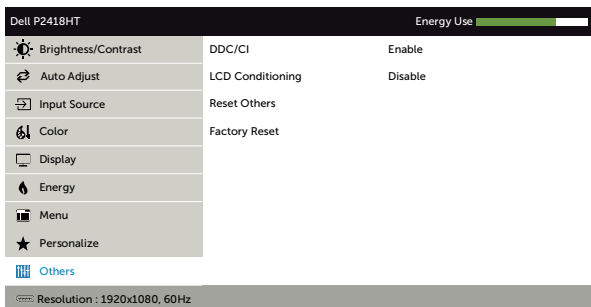 Dell P2418HT Energy Use
Brightness/Contrast DDC/CI Enable
Auto Adjust LCD Conditioning Disable
Input Source Reset Others
Color Factory Reset
Display
Energy
Menu
Personalize
Others
Resolution : 1920x1080, 60Hz